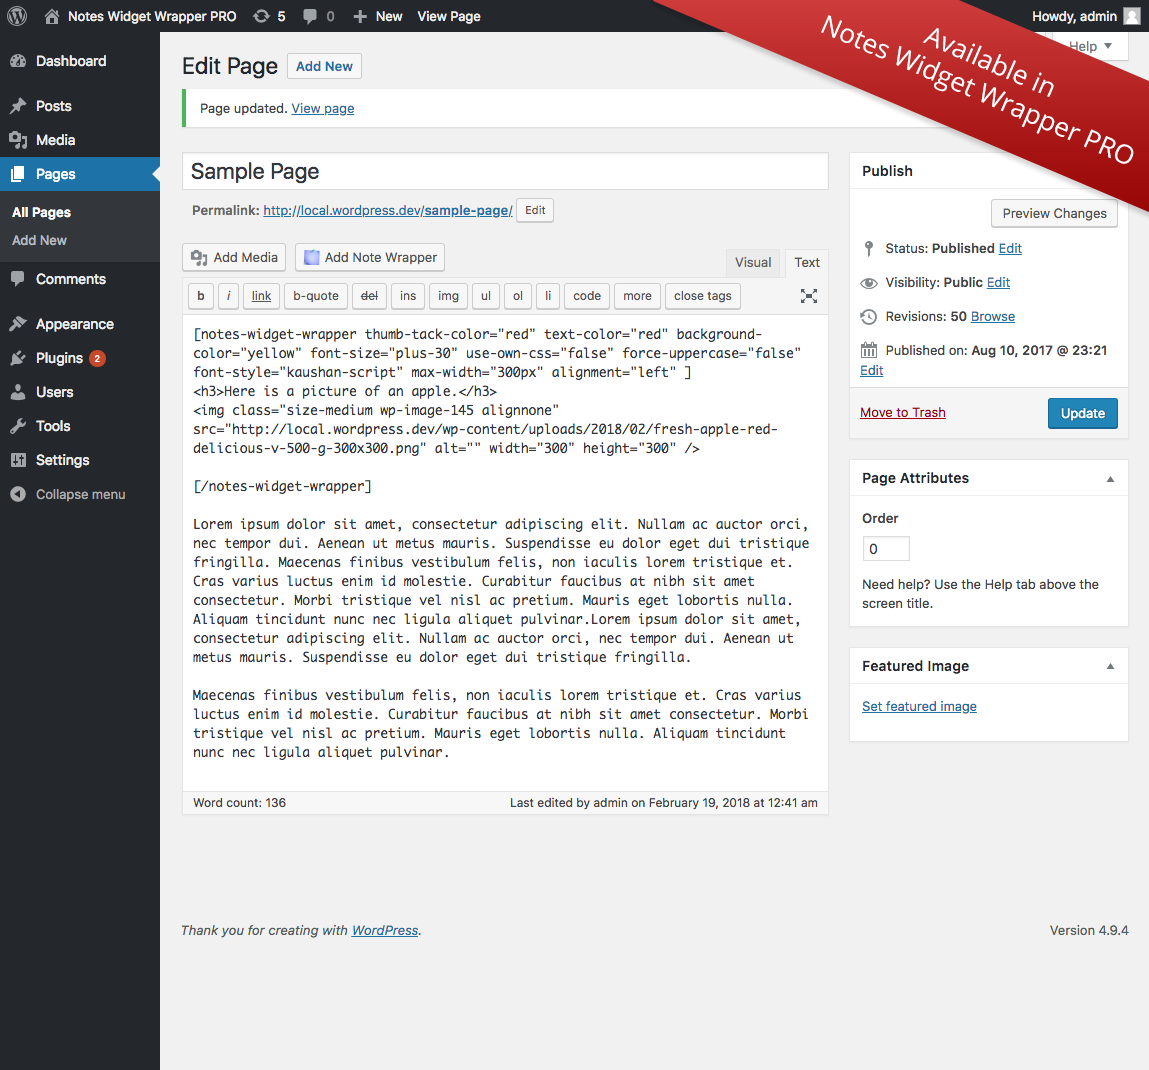 Notes Widget Wrapper PRO 5 0 New View Page Howdy, admin
Available in
Notes Widget Wrapper PRO
Help ▼
Dashboard
Posts
Media
Pages
All Pages
Add New
Comments
Appearance
Plugins 2
Users
Tools
Settings
Collapse menu
Edit Page Add New
Page updated. View page
Sample Page
Permalink: http://local.wordpress.dev/sample-page/ Edit
Add Media Add Note Wrapper
Visual Text
b i link b-quote del ins img ul ol li code more close tags
[notes-widget-wrapper thumb-tack-color="red" text-color="red" background-
color="yellow" font-size="plus-30" use-own-css="false" force-uppercase="false"
font-style="kaushan-script" max-width="300px" alignment="left" ]
<h3>Here is a picture of an apple.</h3>
<img class="size-medium wp-image-145 alignnone"
src="http://local.wordpress.dev/wp-content/uploads/2018/02/fresh-apple-red-
delicious-v-500-g-300x300.png" alt="" width="300" height="300" />
[/notes-widget-wrapper]
Lorem ipsum dolor sit amet, consectetur adipiscing elit. Nullam ac auctor orci,
nec tempor dui. Aenean ut metus mauris. Suspendisse eu dolor eget dui tristique
fringilla. Maecenas finibus vestibulum felis, non iaculis lorem tristique et.
Cras varius luctus enim id molestie. Curabitur faucibus at nibh sit amet
consectetur. Morbi tristique vel nisl ac pretium. Mauris eget lobortis nulla.
Aliquam tincidunt nunc nec ligula aliquet pulvinar.Lorem ipsum dolor sit amet,
consectetur adipiscing elit. Nullam ac auctor orci, nec tempor dui. Aenean ut
metus mauris. Suspendisse eu dolor eget dui tristique fringilla.
Maecenas finibus vestibulum felis, non iaculis lorem tristique et. Cras varius
luctus enim id molestie. Curabitur faucibus at nibh sit amet consectetur. Morbi
tristique vel nisl ac pretium. Mauris eget lobortis nulla. Aliquam tincidunt
nunc nec ligula aliquet pulvinar.
Word count: 136 Last edited by admin on February 19, 2018 at 12:41 am
Publish
Preview Changes
Status: Published Edit
Visibility: Public Edit
Revisions: 50 Browse
Published on: Aug 10, 2017 @ 23:21
Edit
Move to Trash Update
Page Attributes ▲
Order
0
Need help? Use the Help tab above the
screen title.
Featured Image ▲
Set featured image
Thank you for creating with WordPress. Version 4.9.4